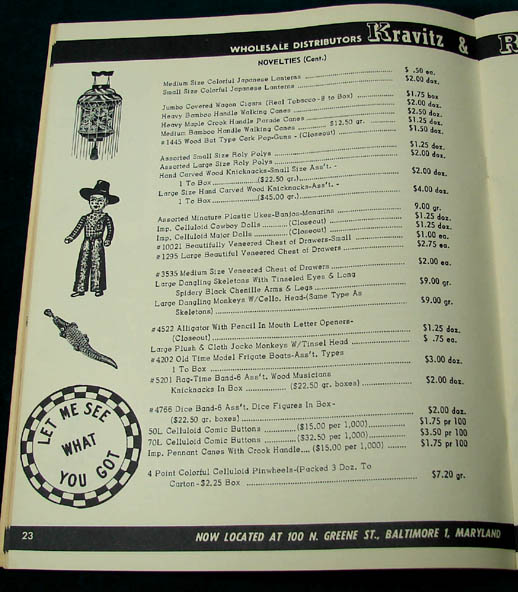 WHOLESALE DISTRIBUTORS Kravitz & R
NOVELTIES (Cont.)
Medium Size Colorful Japanese Lanterns $ .50 ea.
Small Size Colorful Japanese Lanterns $2.00 doz.
Jumbo Covered Wagon Cigars (Real Tobacco-8 to Box) $1.75 box
Heavy Bamboo Handle Walking Canes $2.00 doz.
Heavy Maple Crook Handle Parade Canes $2.50 doz.
Medium Bamboo Handle Walking Canes $12.50 gr. $1.25 doz.
#1445 Wood Bat Type Cork Pop-Guns - (Closeout) $1.50 doz.
Assorted Small Size Roly Polys $1.25 doz.
Assorted Large Size Roly Polys $2.00 doz.
Hand Carved Wood Knicknacks-Small Size Ass't. -
1 To Box ($22.50 gr.) $2.00 doz.
Large Size Hand Carved Wood Knicknacks-Ass't. -
1 To Box ($45.00 gr.) $4.00 doz.
Assorted Minature Plastic Ukes-Banjos- 9.00 gr.
Imp. Celluloid Cowboy Dolls (Closeout) $1.25 doz.
Imp. Celluloid Major Dolls (Closeout) $1.25 doz.
#10021 Beautifully Veneered Chest of Drawers-Small $1.00 ea.
#1295 Large Beautiful Veneered Chest of Drawers $2.75 ea.
#3535 Medium Size Veneered Chest of Drawers $2.00 ea.
Large Dangling Skeletons With Tinseled Eyes & Long
Spidery Black Chenille Arms & Legs $9.00 gr.
Large Dangling Monkeys W/Cello. Head-(Same Type As
Skeletons) $9.00 gr.
#4522 Alligator With Pencil In Mouth Letter Openers-
(Closeout) $1.25 doz.
Large Plush & Cloth Jocko Monkeys W/Tinsel Head $ .75 ea.
#4202 Old Time Model Frigate Boats-Ass't. Types
1 To Box $3.00 doz.
#5201 Rag-Time Band-6 Ass't. Wood Musicians
Knicknacks In Box ($22.50 gr. boxes) $2.00 doz.
#4766 Dice Band-6 Ass't. Dice Figures In Box -
($22.50 gr. boxes) $2.00 doz.
50L Celluloid Comic Buttons ($15.00 per 1,000) $1.75 pr 100
70L Celluloid Comic Buttons ($32.50 per 1,000) $3.50 pr 100
Imp. Pennant Canes With Crook Handle ($15.00 per 1,000) $1.75 pr 100
4 Point Colorful Celluloid Pinwheels-(Packed 3 Doz. To
Carton-$2.25 Box $7.20 gr.
LET ME SEE
WHAT
YOU GOT
23 NOW LOCATED AT 100 N. GREENE ST., BALTIMORE 1, MARYLAND